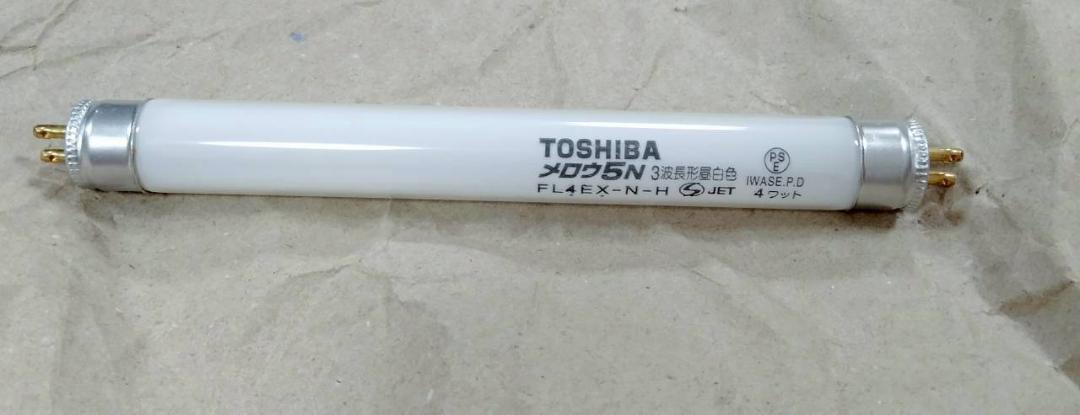 TOSHIBA
メロウ5N 3波長形昼白色
FL4EX-N-H S JET
PS
E
IWASE.P.D
4ワット